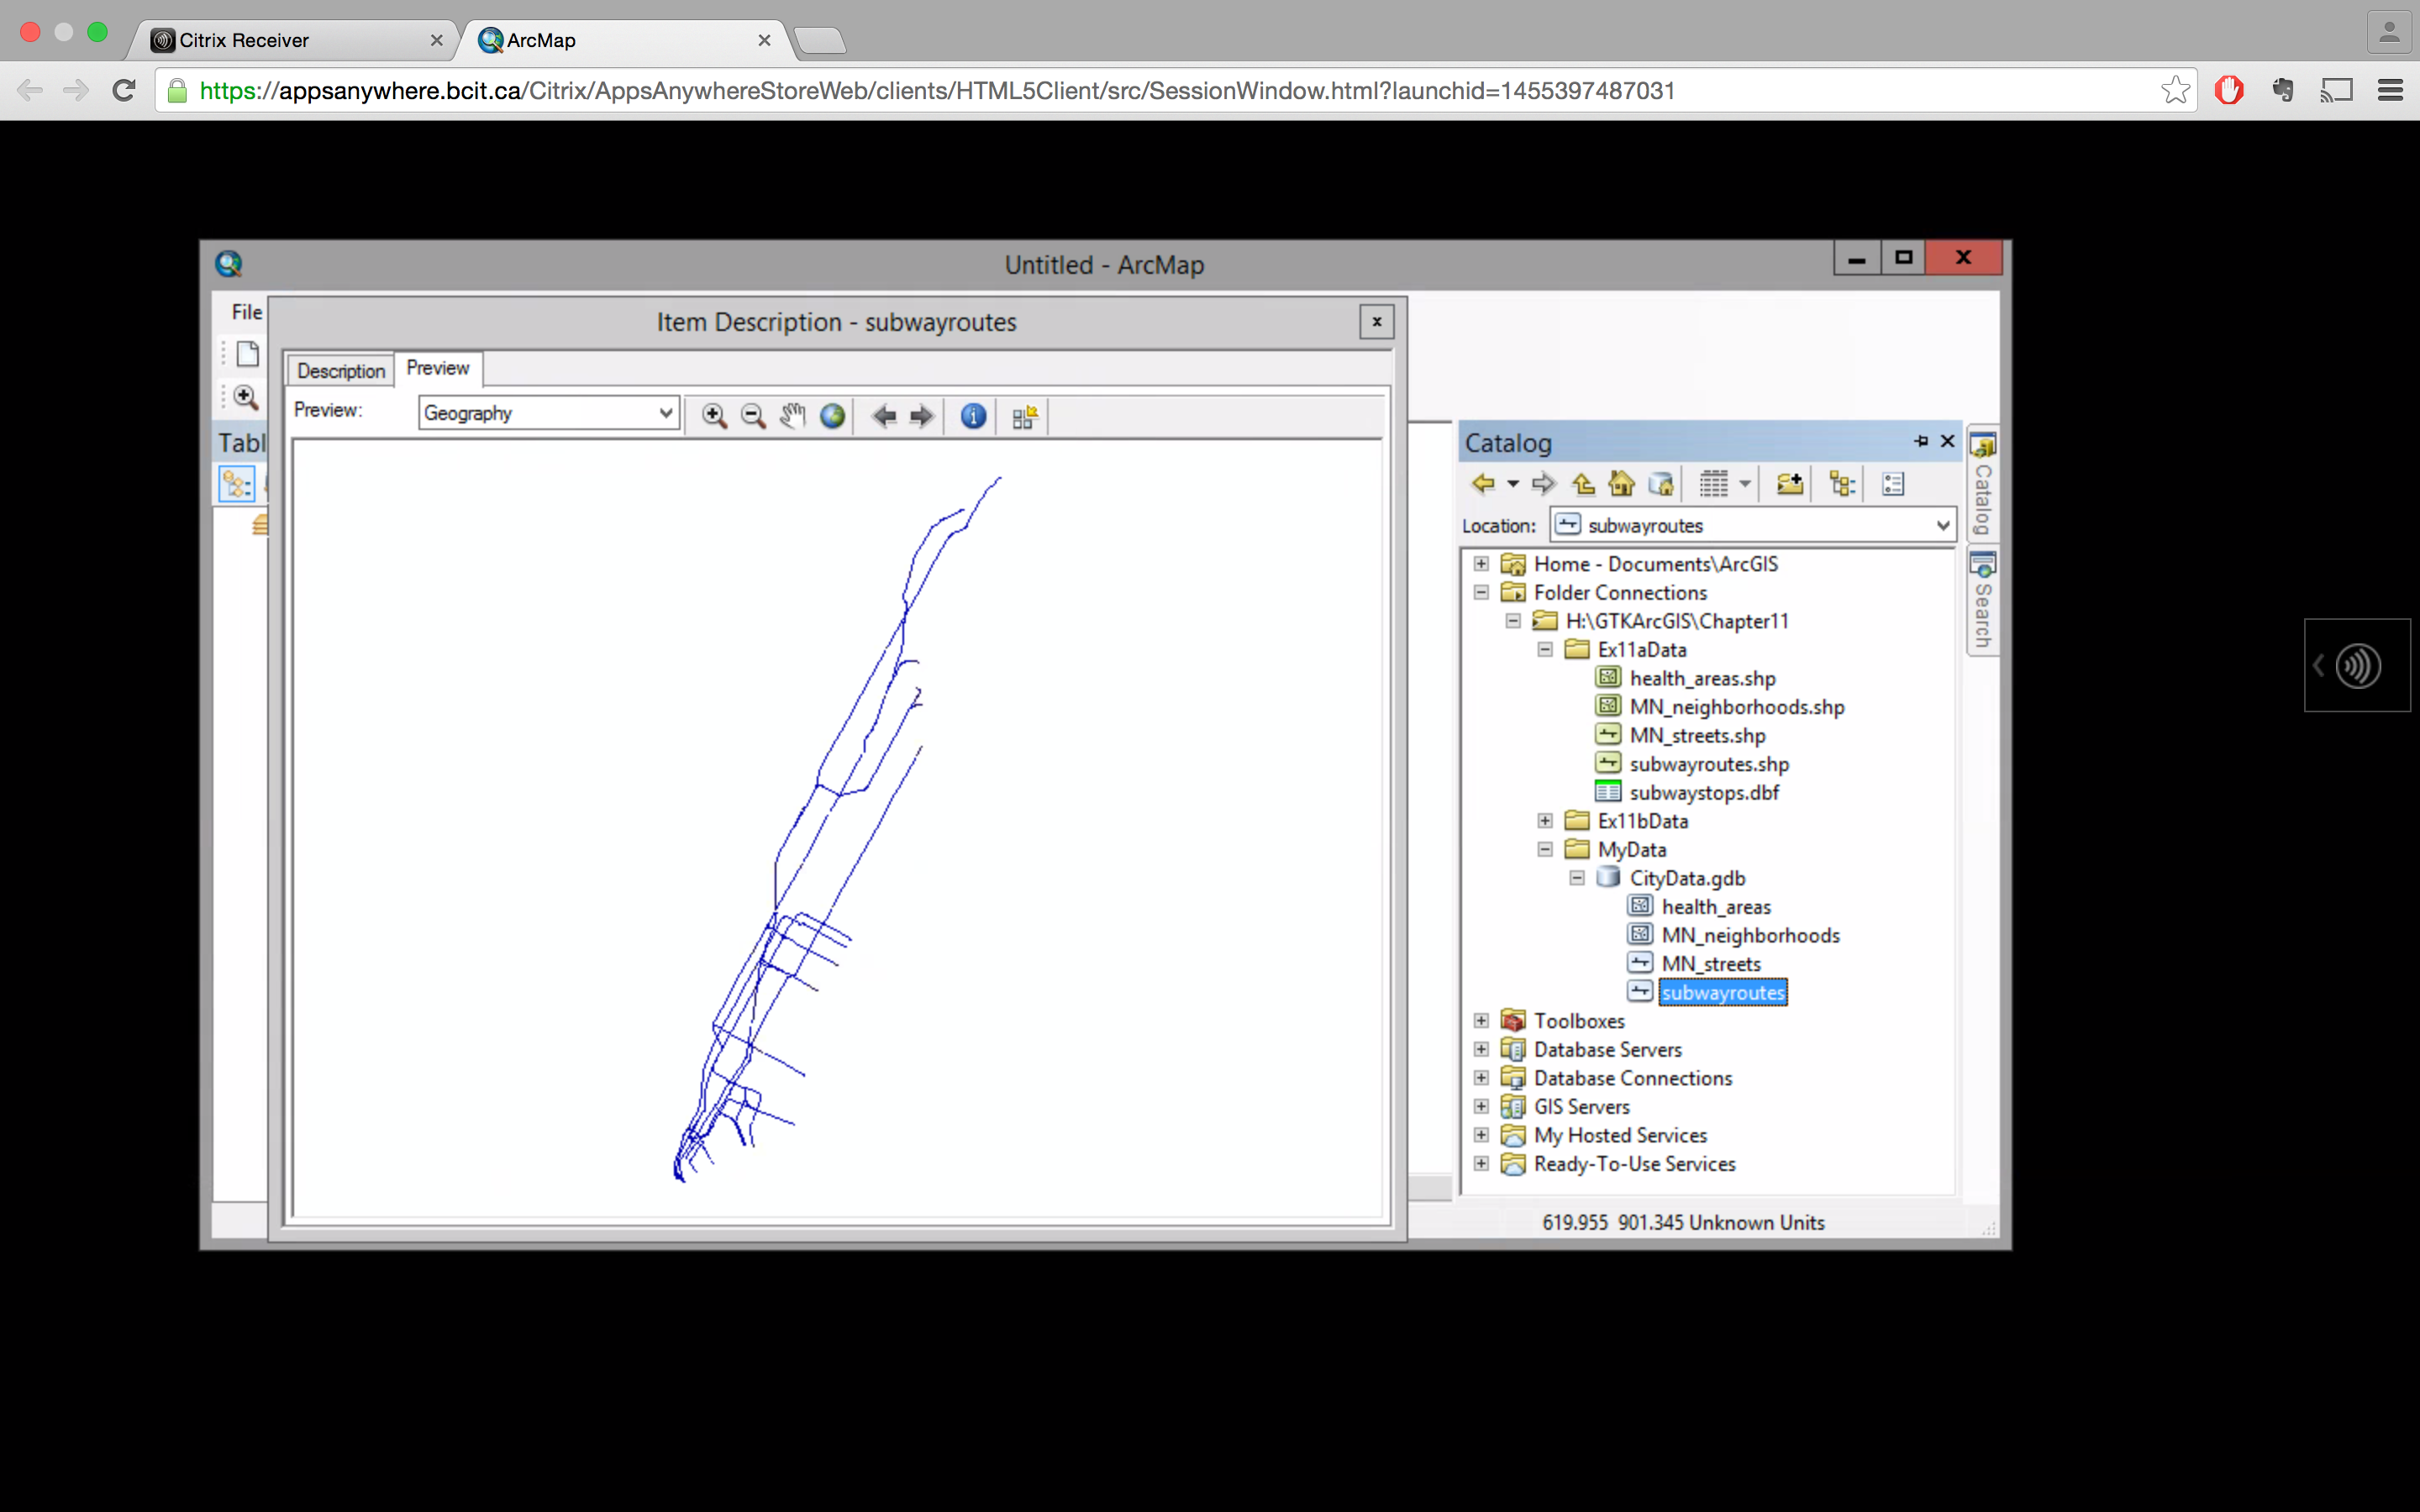 Citrix Receiver
ArcMap
https://appsanywhere.bcit.ca/Citrix/AppsAnywhereStoreWeb/clients/HTML5Client/src/SessionWindow.html?launchid=1455397487031
Untitled - ArcMap
File
Item Description - subwayroutes
Description
Preview
Preview:
Geography
Tabl
Catalog
Location:
subwayroutes
Home - Documents\ArcGIS
Folder Connections
H:\GTKArcGIS\Chapter11
Ex11aData
health_areas.shp
MN_neighborhoods.shp
MN_streets.shp
subwayroutes.shp
subwaystops.dbf
Ex11bData
MyData
CityData.gdb
health_areas
MN_neighborhoods
MN_streets
subwayroutes
Toolboxes
Database Servers
Database Connections
GIS Servers
My Hosted Services
Ready-To-Use Services
Catalog
Search
619.955 901.345 Unknown Units